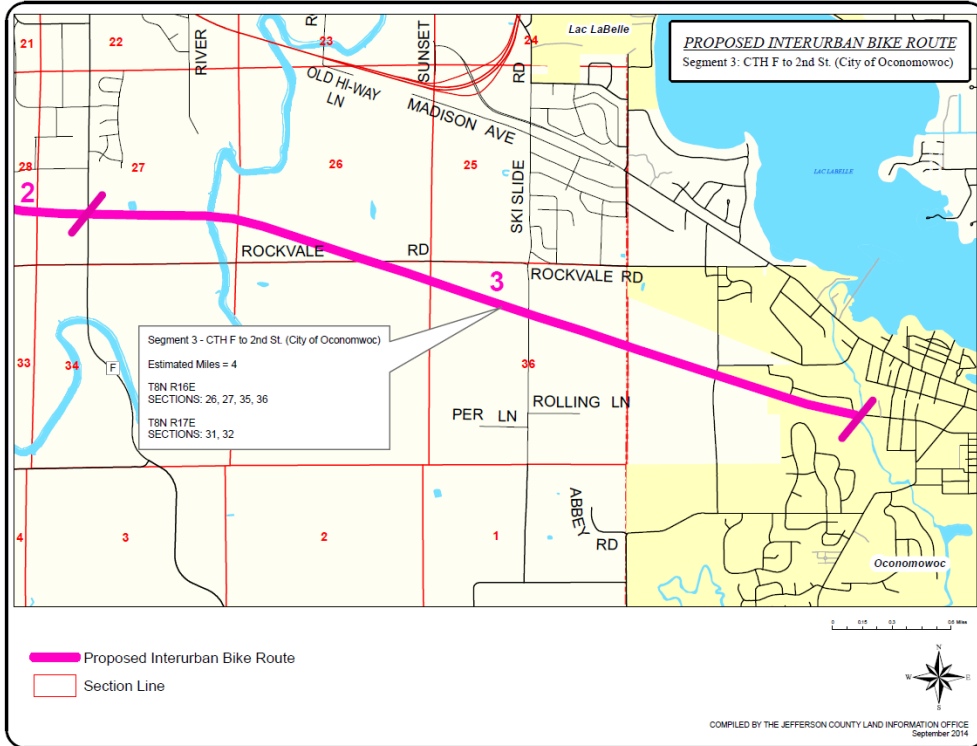 PROPOSED INTERURBAN BIKE ROUTE
Segment 3: CTH F to 2nd St. (City of Oconomowoc)
Lac LaBelle
21
22
23
24
RIVER
R
SUNSET
RD
OLD HI-WAY
LN
MADISON AVE
28
27
26
25
2
SKI SLIDE
LAC LABELLE
ROCKVALE RD
3
ROCKVALE RD
Segment 3 - CTH F to 2nd St. (City of Oconomwoc)
Estimated Miles = 4
T8N R16E
SECTIONS: 26, 27, 35, 36
T8N R17E
SECTIONS: 31, 32
33
34
F
36
PER LN
ROLLING LN
ABBEY
RD
4
3
2
1
Oconomowoc
0 0.15 0.3 0.6 Miles
Proposed Interurban Bike Route
Section Line
N
W
E
S
COMPILED BY THE JEFFERSON COUNTY LAND INFORMATION OFFICE
September 2014